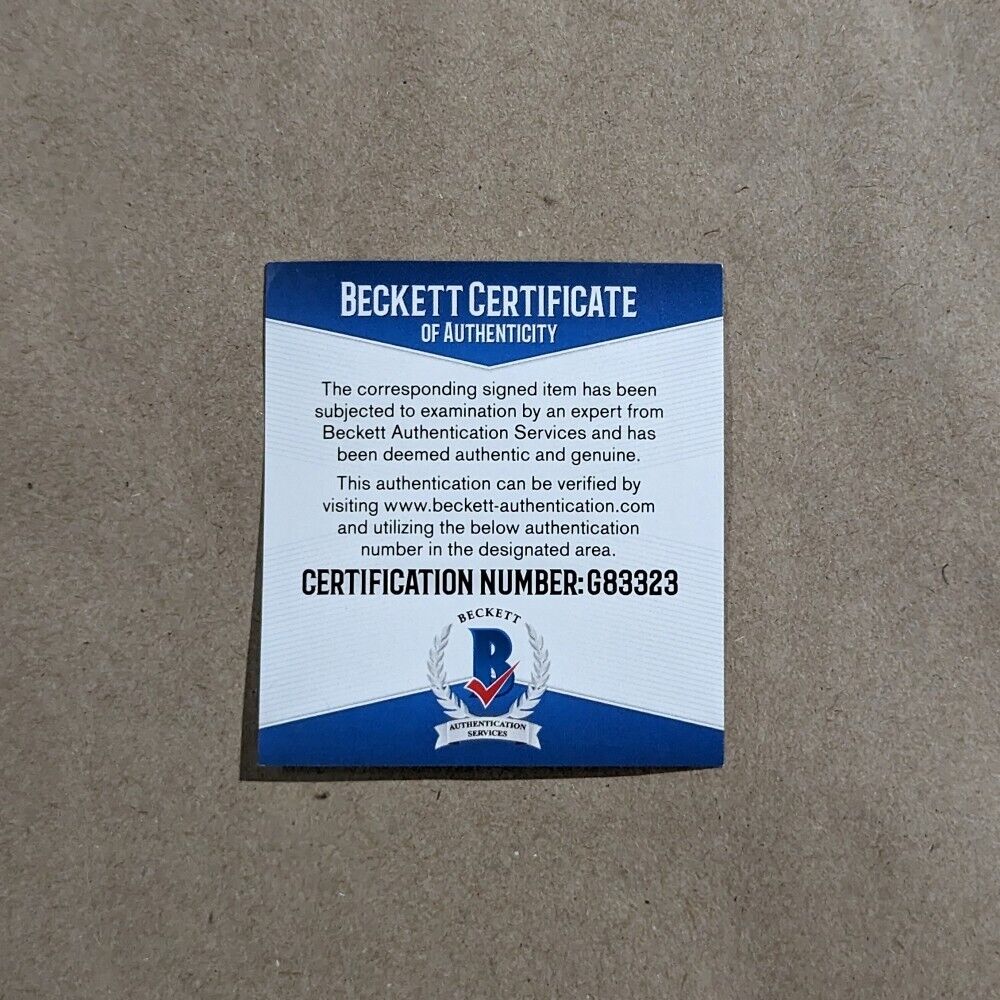 BECKETT CERTIFICATE
OF AUTHENTICITY
The corresponding signed item has been
subjected to examination by an expert from
Beckett Authentication Services and has
been deemed authentic and genuine.
This authentication can be verified by
visiting www.beckett-authentication.com
and utilizing the below authentication
number in the designated area.
CERTIFICATION NUMBER: G83323
BECKETT
B
AUTHENTICATION
SERVICES